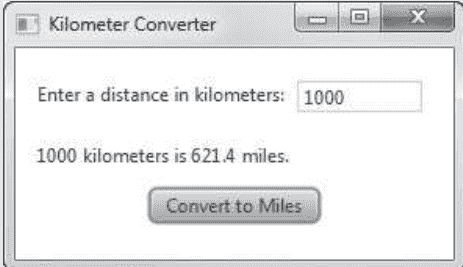 Kilometer Converter
Enter a distance in kilometers: 1000
1000 kilometers is 621.4 miles.
Convert to Miles